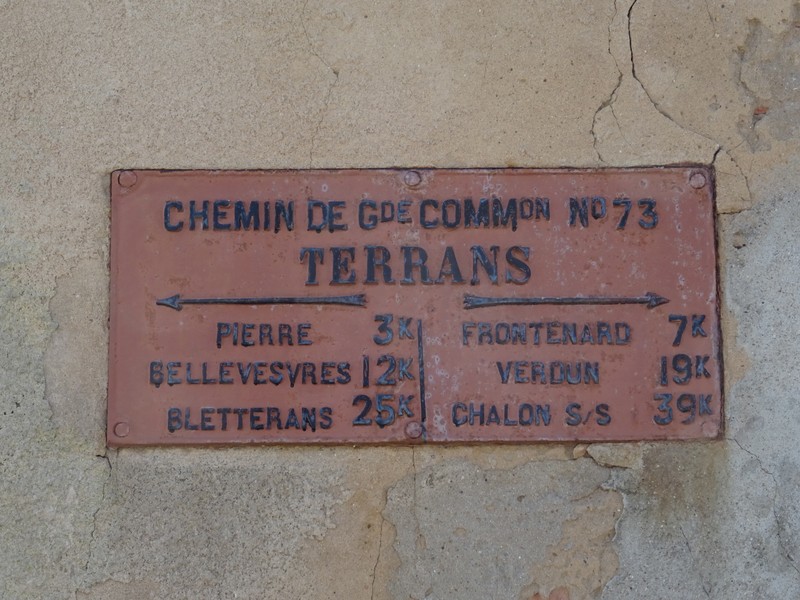 CHEMIN DE GDE COMMON NO 73
TERRANS
PIERRE 3K
BELLEVESVRES 12K
BLETTERANS 25K
FRONTENARD 7K
VERDUN 19K
CHALON S/S 39K